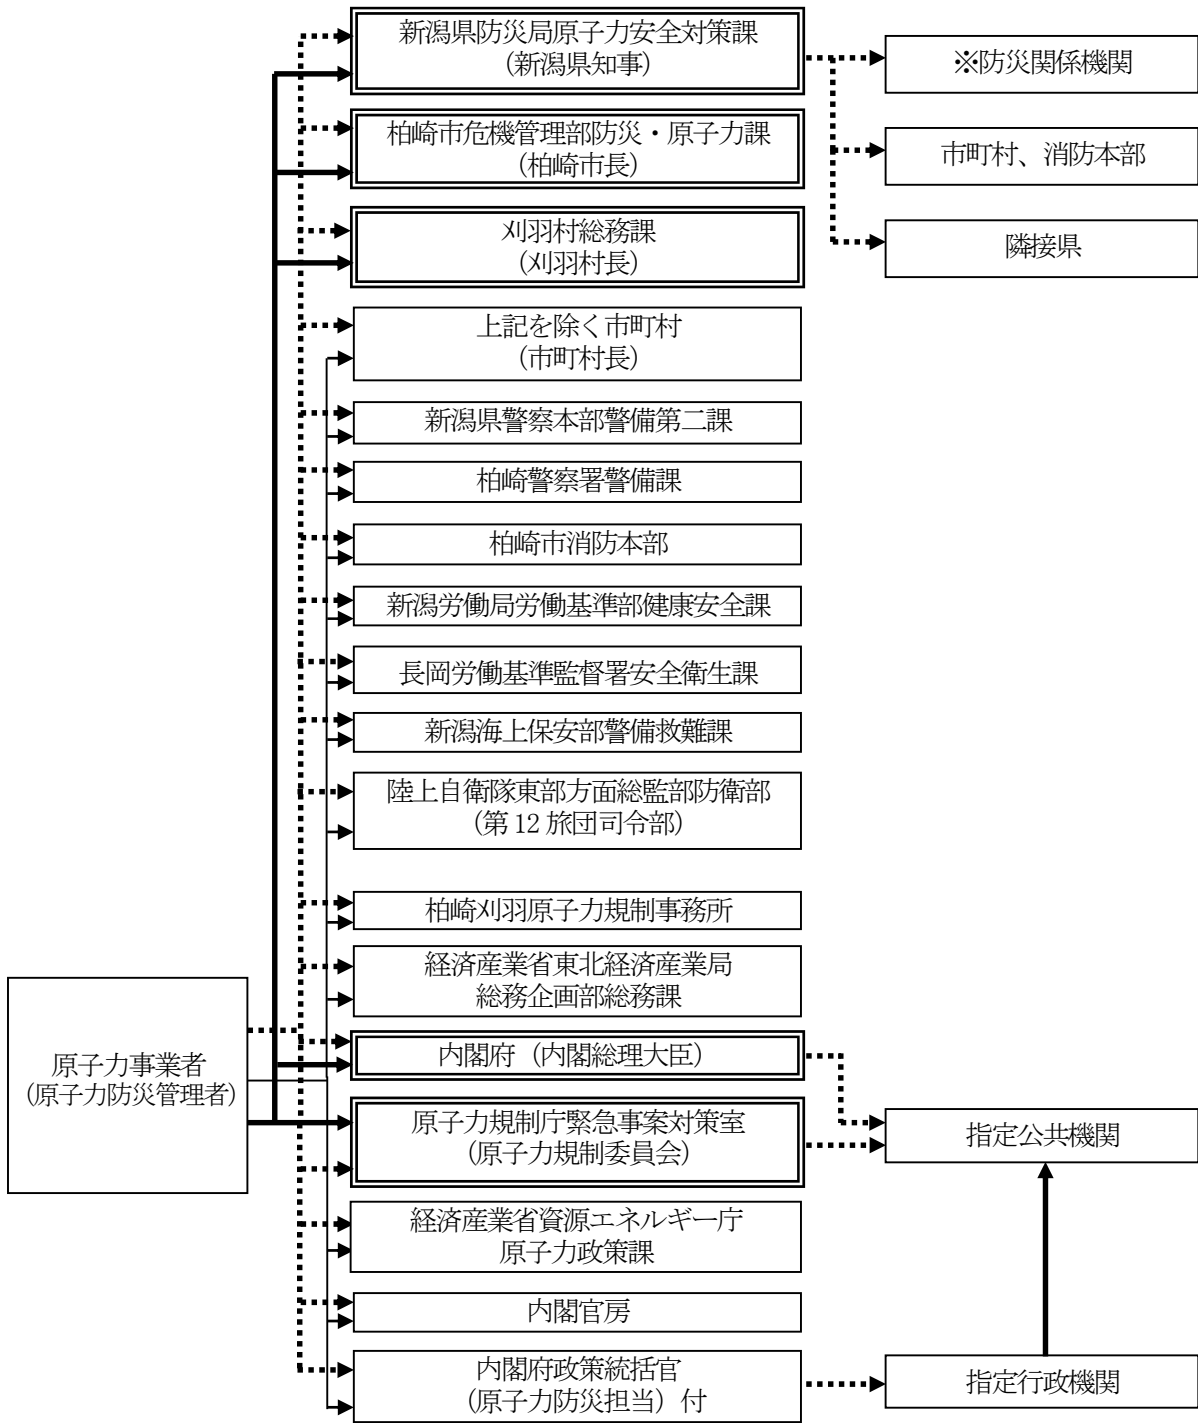 新潟県防災局原子力安全対策課
（新潟県知事）
※防災関係機関
柏崎市危機管理部防災・原子力課
（柏崎市長）
市町村、消防本部
刈羽村総務課
（刈羽村長）
隣接県
上記を除く市町村
（市町村長）
新潟県警察本部警備第二課
柏崎警察署警備課
柏崎市消防本部
新潟労働局労働基準部健康安全課
長岡労働基準監督署安全衛生課
新潟海上保安部警備救難課
陸上自衛隊東部方面総監部防衛部
（第12旅団司令部）
柏崎刈羽原子力規制事務所
経済産業省東北経済産業局
総務企画部総務課
原子力事業者
（原子力防災管理者）
内閣府（内閣総理大臣）
原子力規制庁緊急事案対策室
（原子力規制委員会）
指定公共機関
経済産業省資源エネルギー庁
原子力政策課
内閣官房
内閣府政策統括官
（原子力防災担当）付
指定行政機関